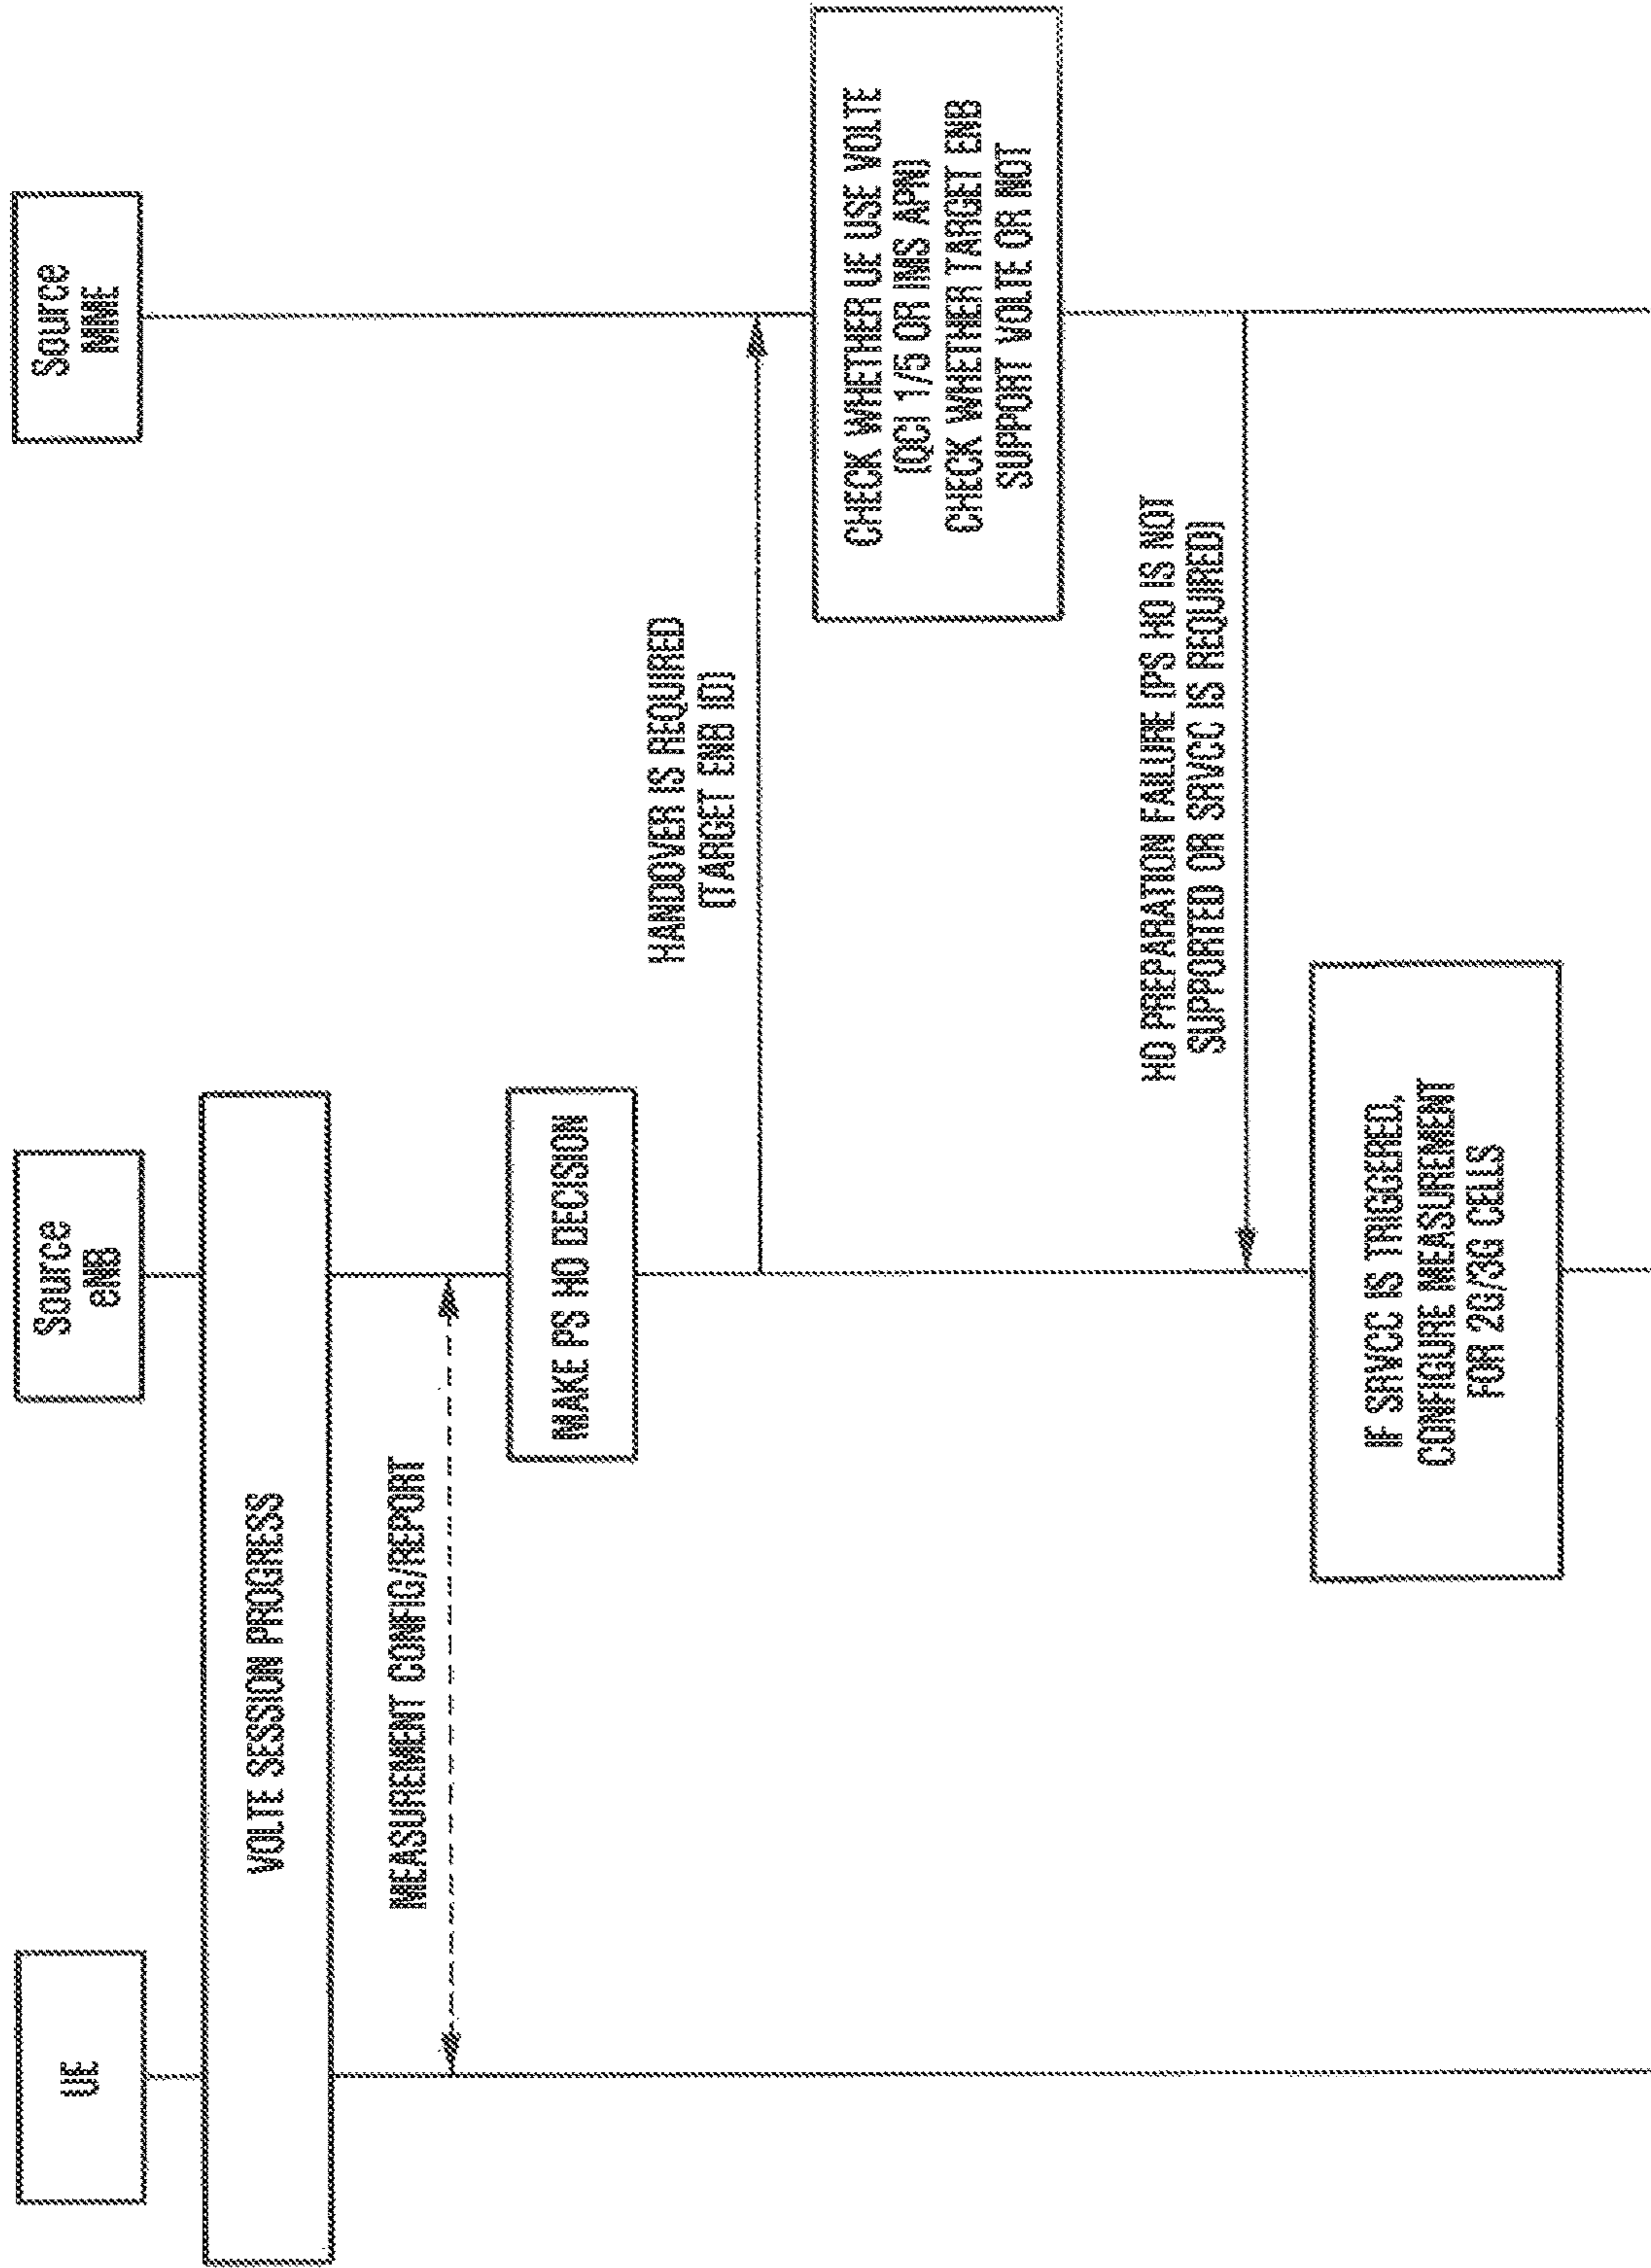 UE
Source
eNB
Source
MME
VOLTE SESSION PROGRESS
MEASUREMENT CONFIG/REPORT
MAKE PS HO DECISION
HANDOVER IS REQUIRED
(TARGET ENB ID)
CHECK WHETHER UE USE VOLTE
(QCI 1/5 OR IMS APN)
CHECK WHETHER TARGET ENB
SUPPORT VOLTE OR NOT
HO PREPARATION FAILURE (PS HO IS NOT
SUPPORTED OR SRVCC IS REQUIRED)
IF SRVCC IS TRIGGERED,
CONFIGURE MEASUREMENT
FOR 2G/3G CELLS